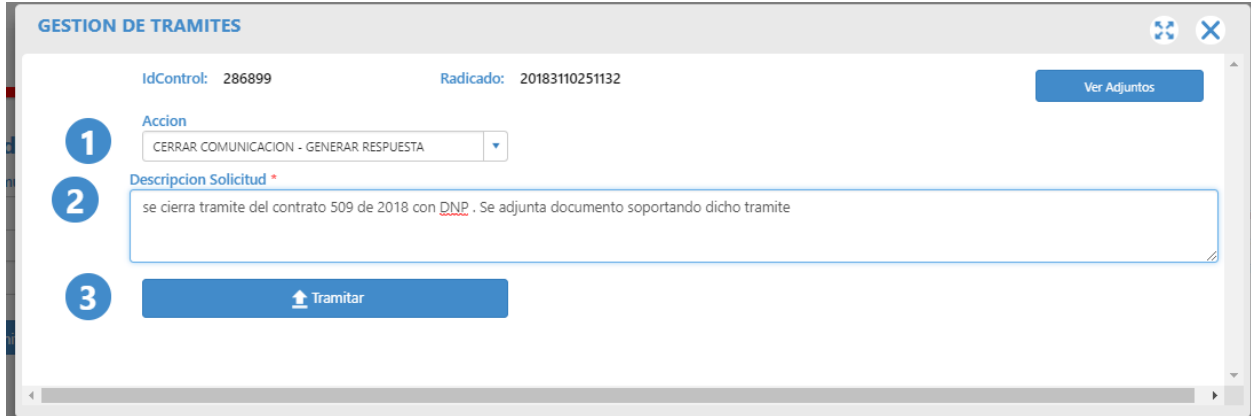 GESTION DE TRAMITES
IdControl: 286899 Radicado: 20183110251132 Ver Adjuntos
1 Accion
CERRAR COMUNICACION - GENERAR RESPUESTA
2 Descripcion Solicitud *
se cierra tramite del contrato 509 de 2018 con DNP . Se adjunta documento soportando dicho tramite
3 Tramitar